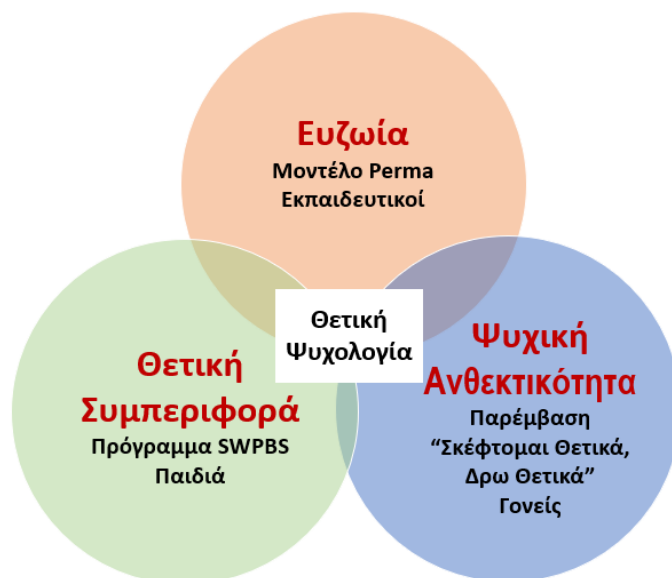 Ευζωία
Μοντέλο Perma
Εκπαιδευτικοί
Θετική
Ψυχολογία
Θετική
Συμπεριφορά
Πρόγραμμα SWPBS
Παιδιά
Ψυχική
Ανθεκτικότητα
Παρέμβαση
“Σκέφτομαι Θετικά,
Δρω Θετικά”
Γονείς